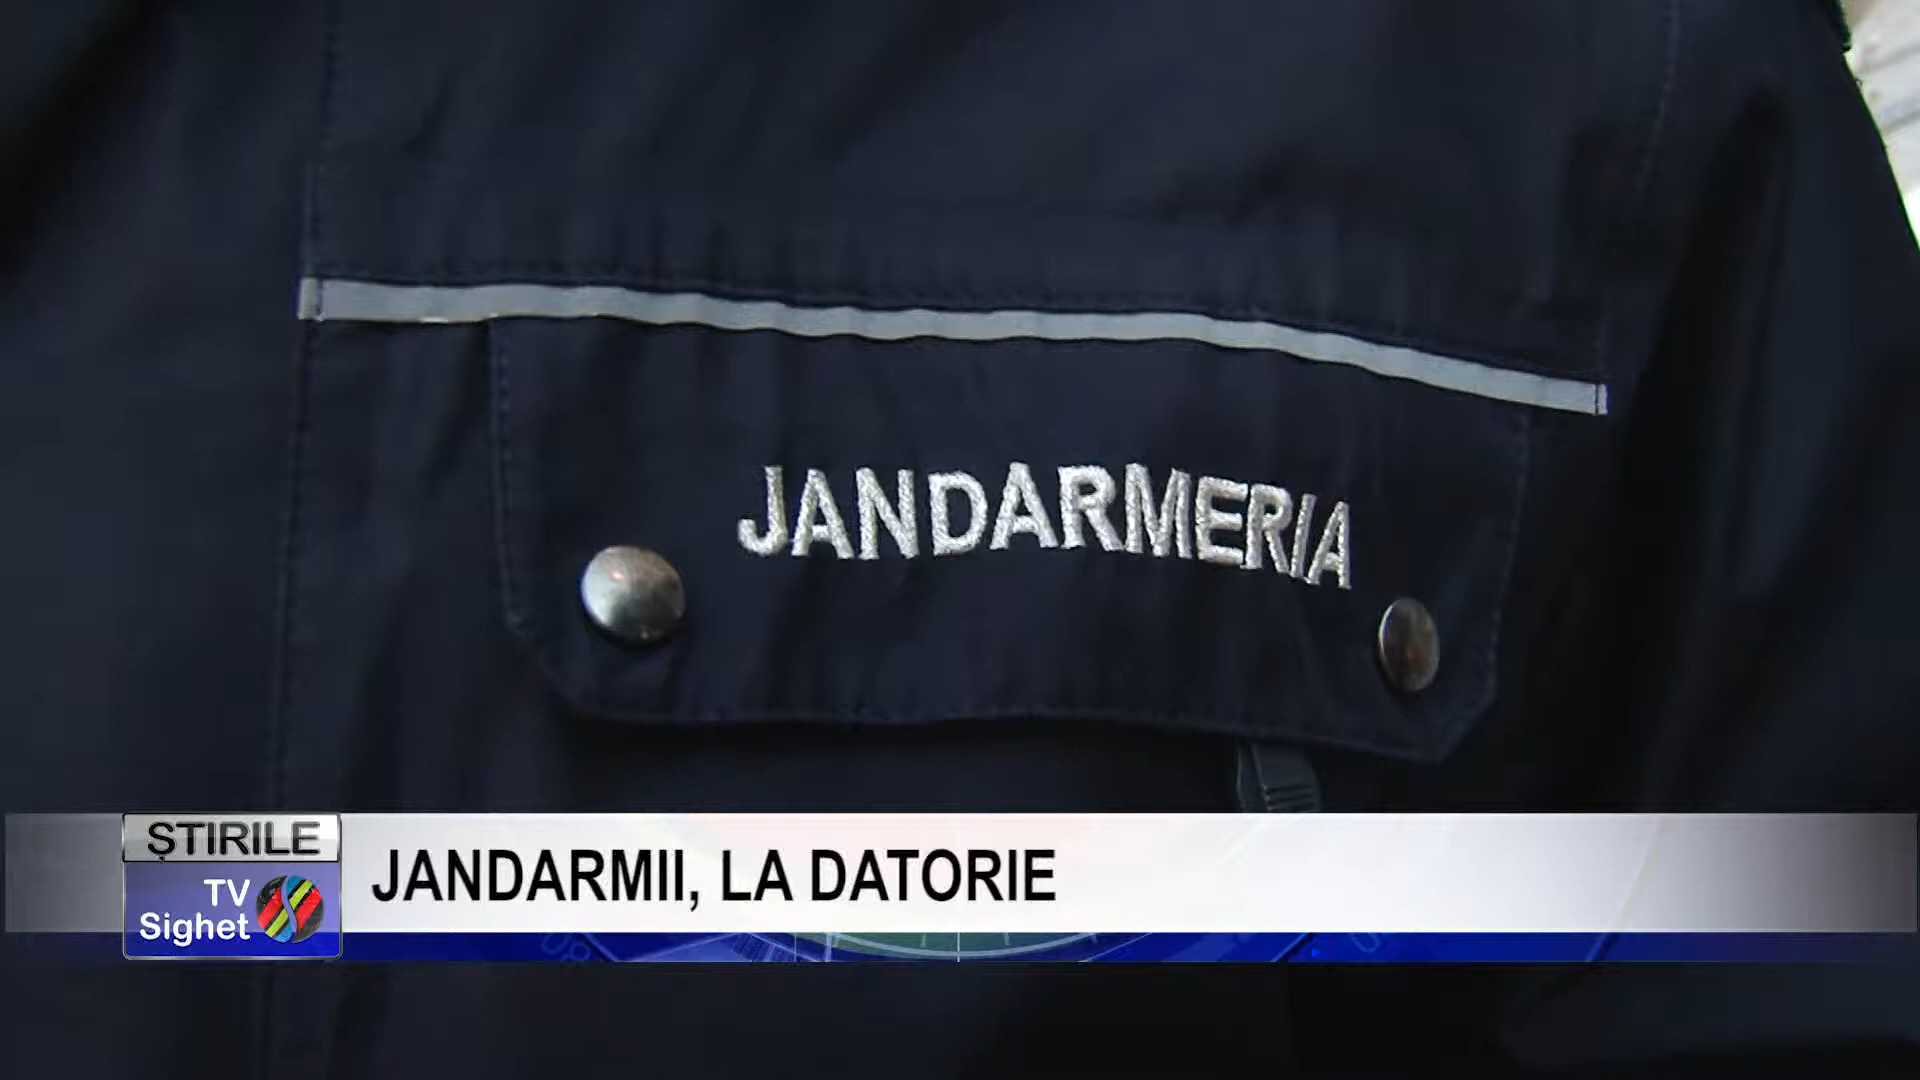 JANDARMERIA
ȘTIRILE
TV
Sighet
JANDARMII, LA DATORIE